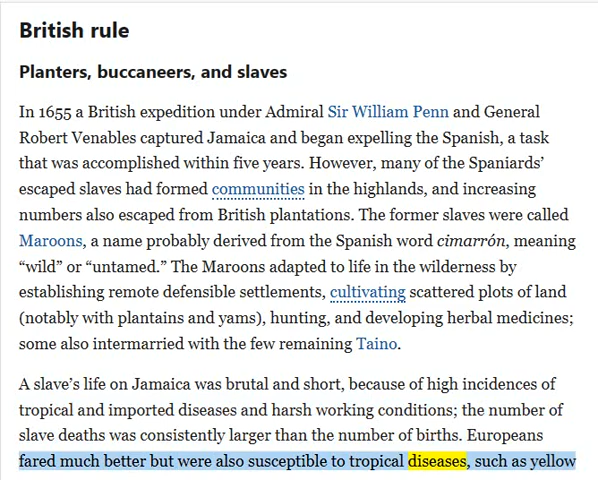 British rule
Planters, buccaneers, and slaves
In 1655 a British expedition under Admiral Sir William Penn and General
Robert Venables captured Jamaica and began expelling the Spanish, a task
that was accomplished within five years. However, many of the Spaniards’
escaped slaves had formed communities in the highlands, and increasing
numbers also escaped from British plantations. The former slaves were called
Maroons, a name probably derived from the Spanish word cimarrón, meaning
“wild” or “untamed.” The Maroons adapted to life in the wilderness by
establishing remote defensible settlements, cultivating scattered plots of land
(notably with plantains and yams), hunting, and developing herbal medicines;
some also intermarried with the few remaining Taino.
A slave’s life on Jamaica was brutal and short, because of high incidences of
tropical and imported diseases and harsh working conditions; the number of
slave deaths was consistently larger than the number of births. Europeans
fared much better but were also susceptible to tropical diseases, such as yellow